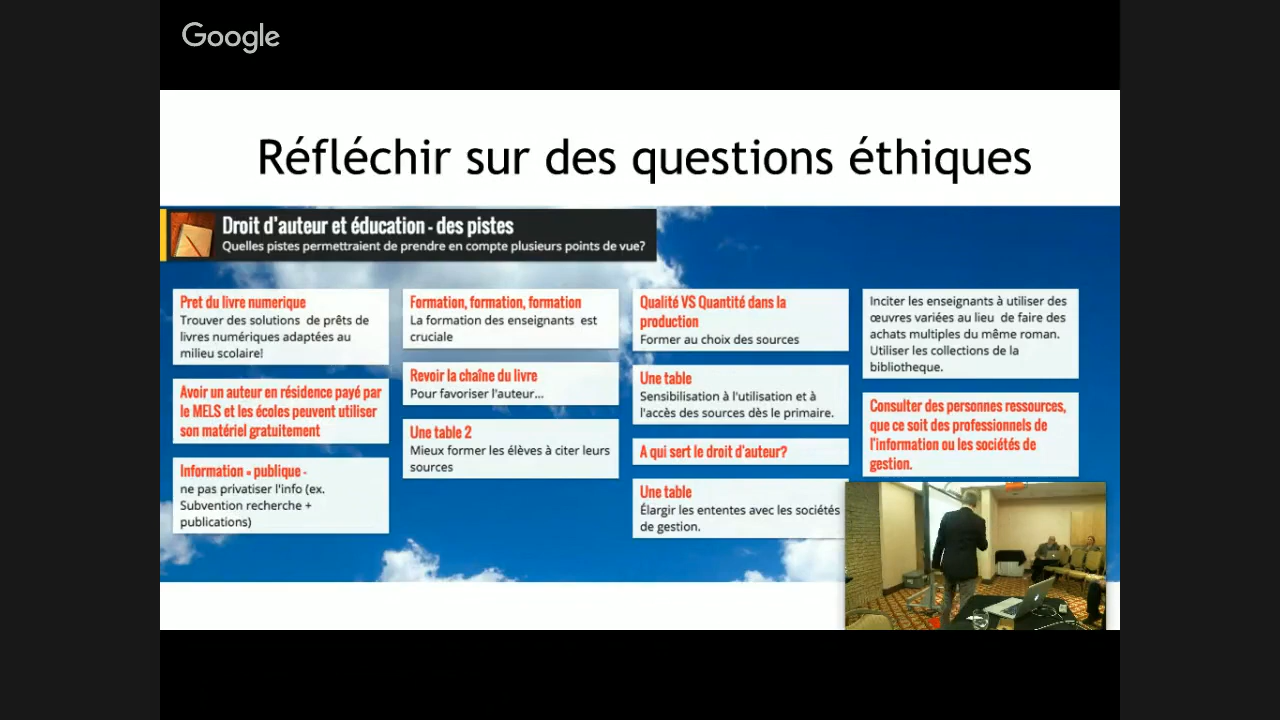 Google
Réfléchir sur des questions éthiques
Droit d'auteur et éducation - des pistes
Quelles pistes permettraient de prendre en compte plusieurs points de vue?
Pret du livre numerique
Trouver des solutions de prêts de
livres numériques adaptées au
milieu scolaire!
Avoir un auteur en résidence payé par
le MELS et les écoles peuvent utiliser
son matériel gratuitement
Information « publique -
ne pas privatiser l'info (ex.
Subvention recherche +
publications)
Formation, formation, formation
La formation des enseignants est
cruciale
Revoir la chaîne du livre
Pour favoriser l'auteur...
Une table 2
Mieux former les élèves à citer leurs
sources
Qualité VS Quantité dans la
production
Former au choix des sources
Une table
Sensibilisation à l'utilisation et à
l'accès des sources dès le primaire.
A qui sert le droit d'auteur?
Une table
Élargir les ententes avec les sociétés
de gestion.
Inciter les enseignants à utiliser des
œuvres variées au lieu de faire des
achats multiples du même roman.
Utiliser les collections de la
bibliotheque.
Consulter des personnes ressources,
que ce soit des professionnels de
l'information ou les sociétés de
gestion.